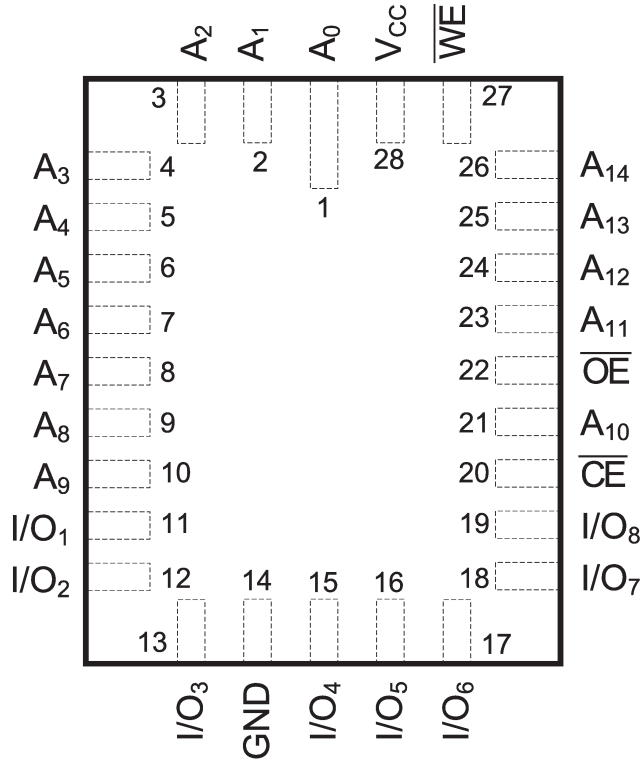 A2 A1 A0 VCC WE
3 27
2 28
1
A3 4 26 A14
A4 5 25 A13
A5 6 24 A12
A6 7 23 A11
A7 8 22 OE
A8 9 21 A10
A9 10 20 CE
I/O1 11 19 I/O8
I/O2 12 14 15 16 18 I/O7
13 17
I/O3 GND I/O4 I/O5 I/O6